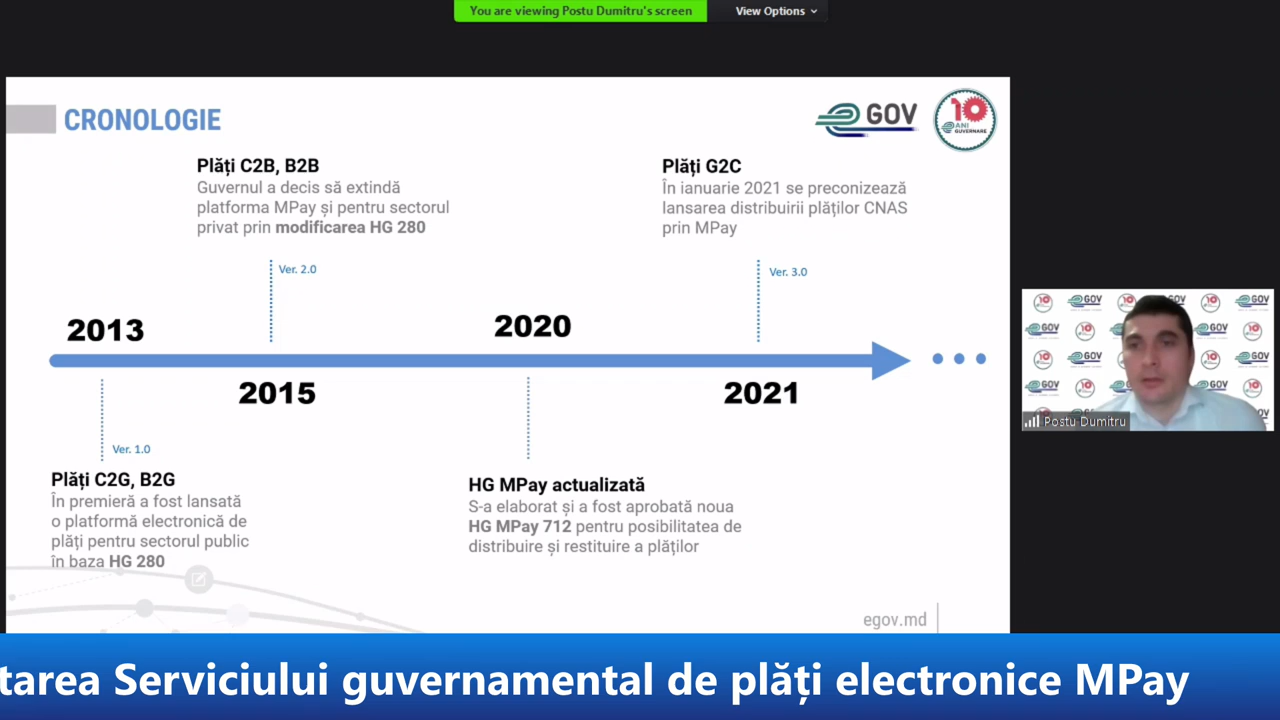 You are viewing Postu Dumitru's screen
View Options
CRONOLOGIE
GOV
10
ANI
GUVERNARE
Plăți C2B, B2B
Guvernul a decis să extindă
platforma MPay și pentru sectorul
privat prin modificarea HG 280
Plăți G2C
În ianuarie 2021 se preconizează
lansarea distribuirii plăților CNAS
prin MPay
Ver. 2.0
Ver. 3.0
2013
2020
2015
2021
Ver. 1.0
Plăți C2G, B2G
În premieră a fost lansată
o platformă electronică de
plăți pentru sectorul public
în baza HG 280
HG MPay actualizată
S-a elaborat și a fost aprobată noua
HG MPay 712 pentru posibilitatea de
distribuire și restituire a plăților
egov.md
Postu Dumitru
tarea Serviciului guvernamental de plăți electronice MPay